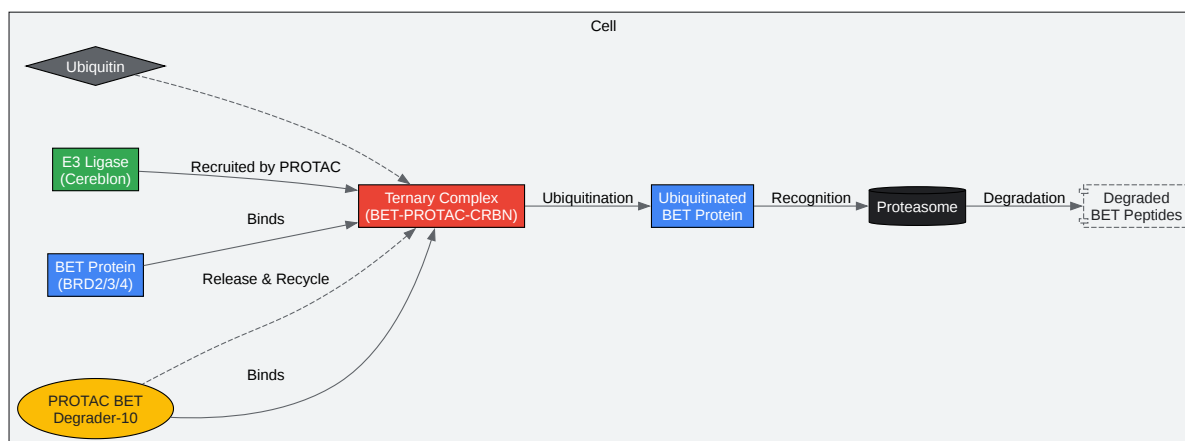 Cell
Ubiquitin
E3 Ligase
(Cereblon)
Recruited by PROTAC
BET Protein
(BRD2/3/4)
Binds
Release & Recycle
PROTAC BET
Degrader-10
Binds
Ternary Complex
(BET-PROTAC-CRBN)
Ubiquitination
Ubiquitinated
BET Protein
Recognition
Proteasome
Degradation
Degraded
BET Peptides